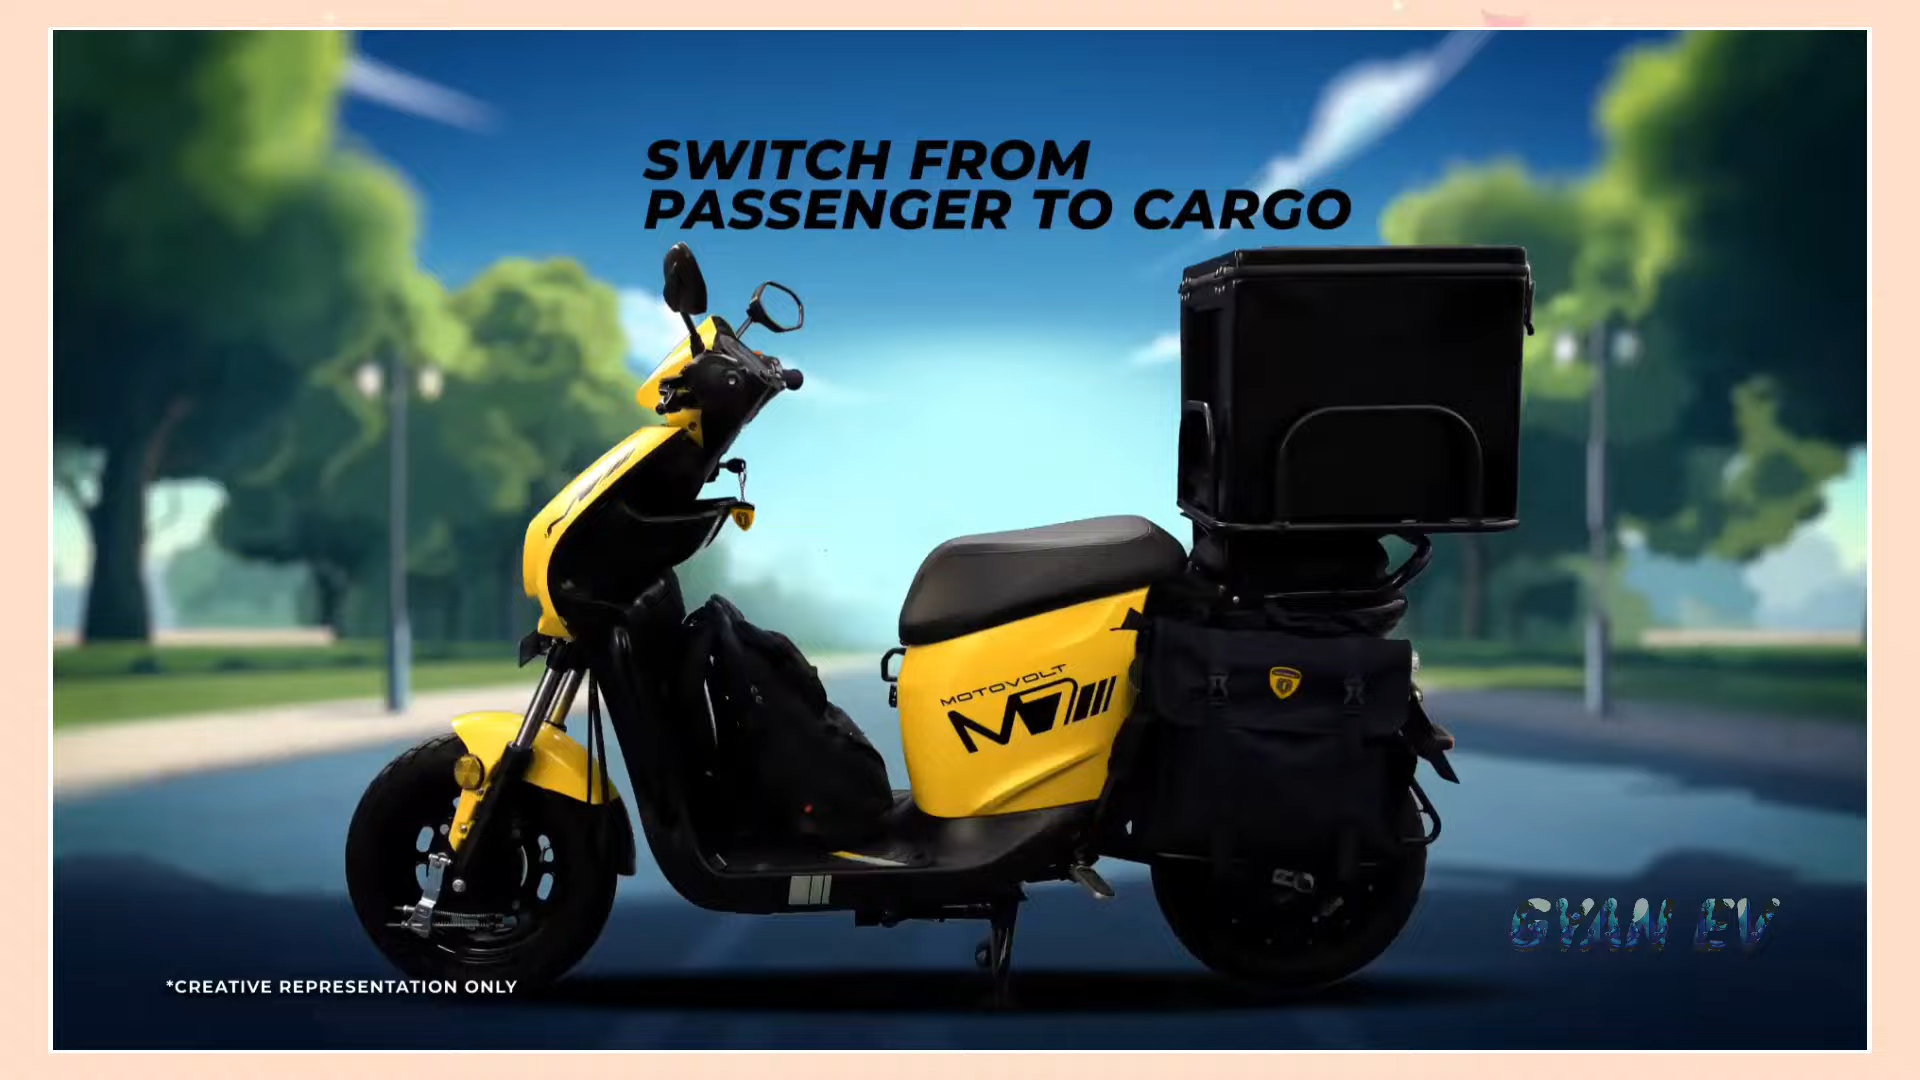 SWITCH FROM
PASSENGER TO CARGO
MOTOVOLT
M7
GYAN EV
*CREATIVE REPRESENTATION ONLY